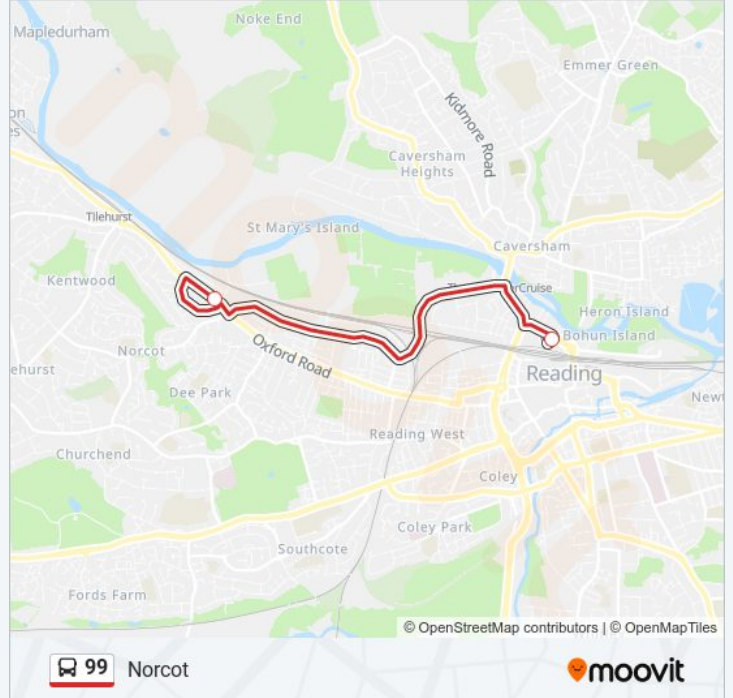 Noke End
Mapledurham
Emmer Green
Kidmore Road
Caversham
Heights
Tilehurst
St Mary's Island
Caversham
Kentwood
Heron Island
Bohun Island
Norcot
Oxford Road
Reading
ehurst
Dee Park
Newt
Reading West
Churchend
Coley
Coley Park
Southcote
Fords Farm
© OpenStreetMap contributors | © OpenMapTiles
99 Norcot
moovit